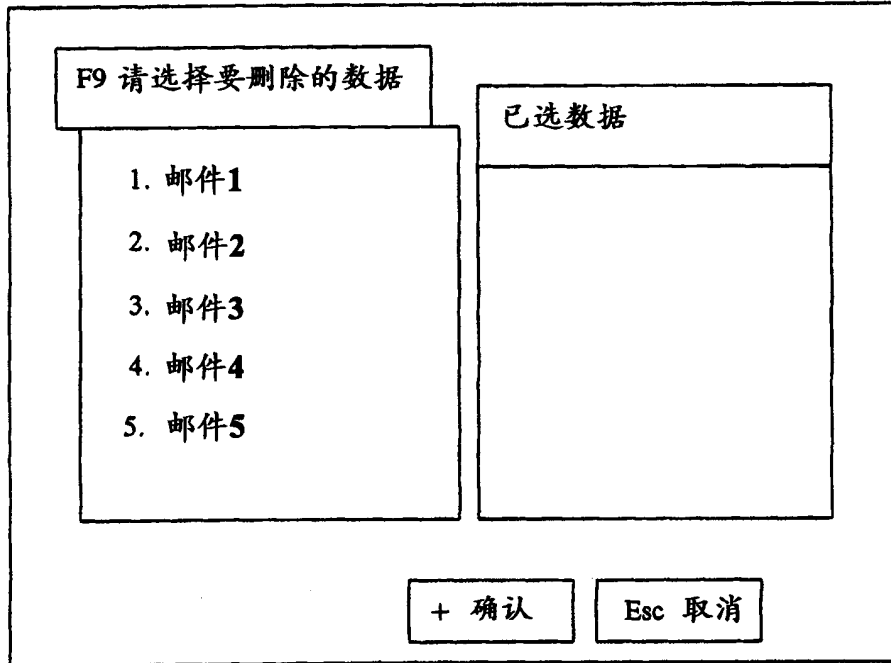 F9 请选择要删除的数据
1. 邮件1
2. 邮件2
3. 邮件3
4. 邮件4
5. 邮件5
已选数据
+ 确认
Esc 取消